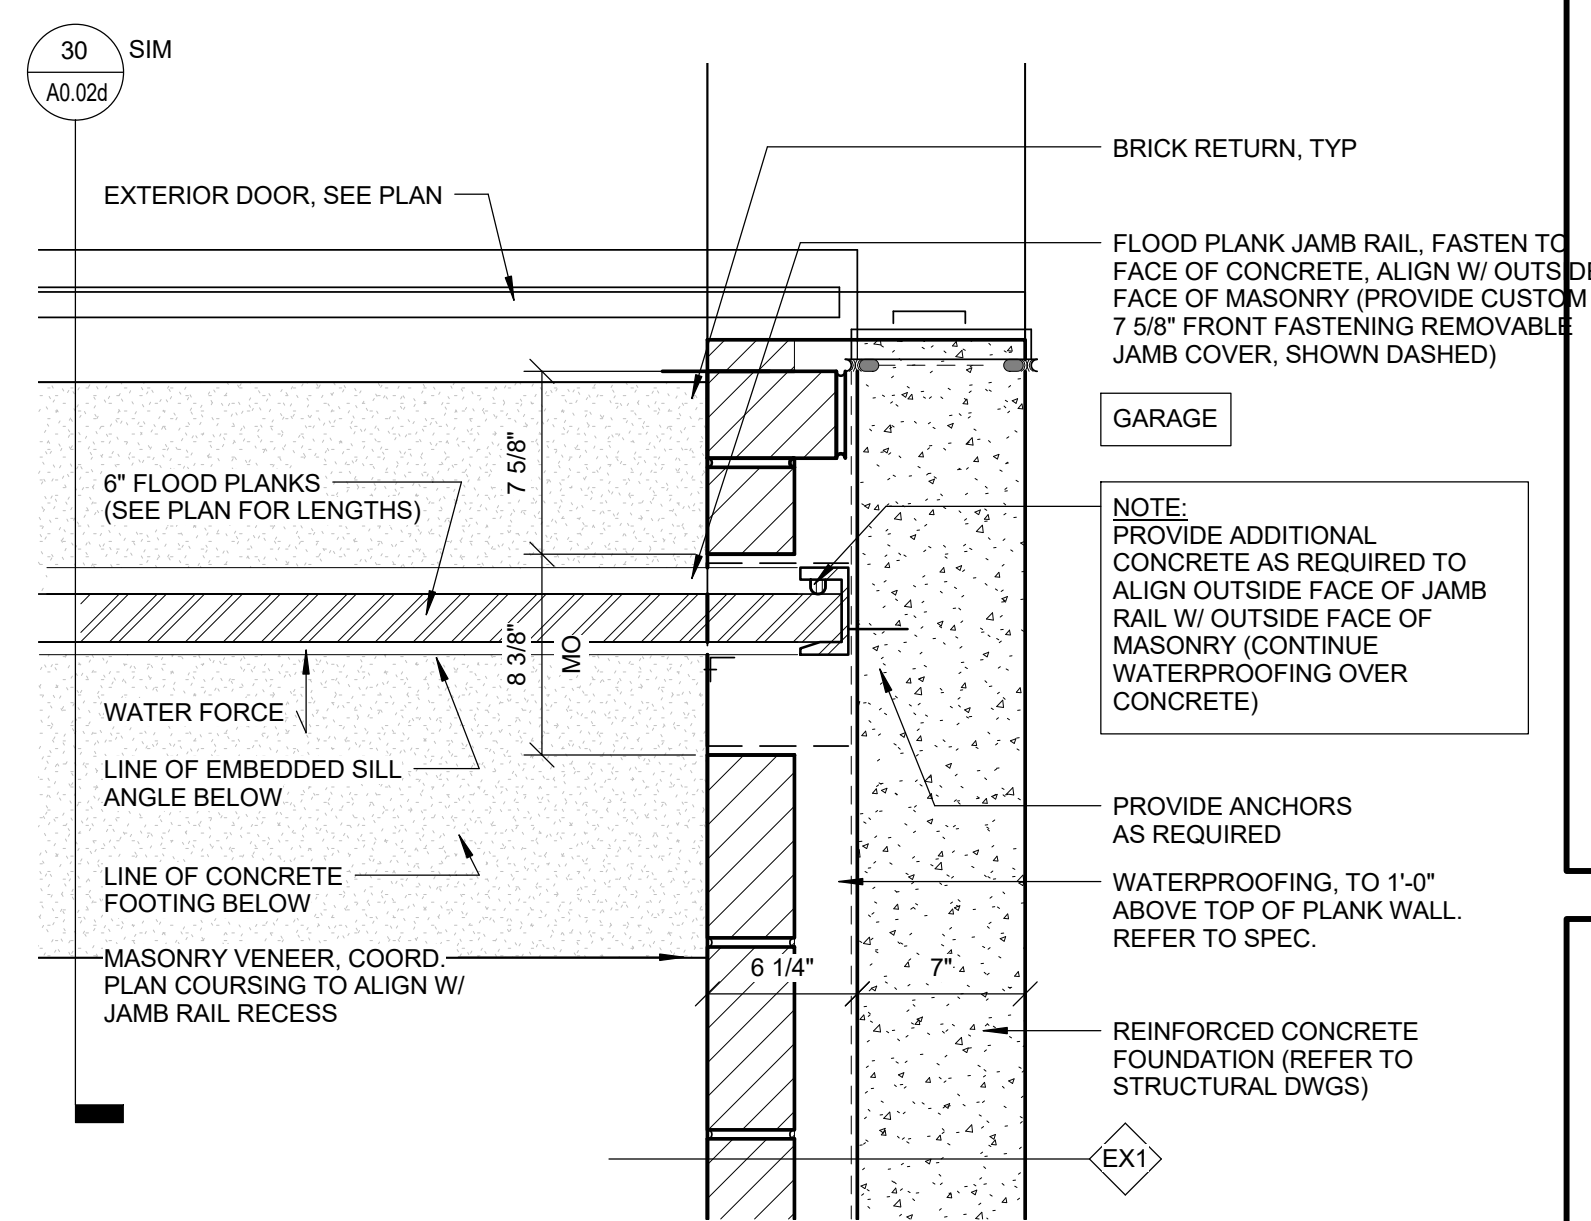 30
SIM
A0.02d
EXTERIOR DOOR, SEE PLAN
6" FLOOD PLANKS
(SEE PLAN FOR LENGTHS)
WATER FORCE
LINE OF EMBEDDED SILL
ANGLE BELOW
LINE OF CONCRETE
FOOTING BELOW
MASONRY VENEER, COORD.
PLAN COURSING TO ALIGN W/
JAMB RAIL RECESS
7 5/8"
8 3/8"
MO
6 1/4"
7"
BRICK RETURN, TYP
FLOOD PLANK JAMB RAIL, FASTEN TO
FACE OF CONCRETE, ALIGN W/ OUTSIDE
FACE OF MASONRY (PROVIDE CUSTOM
7 5/8" FRONT FASTENING REMOVABLE
JAMB COVER, SHOWN DASHED)
GARAGE
NOTE:
PROVIDE ADDITIONAL
CONCRETE AS REQUIRED TO
ALIGN OUTSIDE FACE OF JAMB
RAIL W/ OUTSIDE FACE OF
MASONRY (CONTINUE
WATERPROOFING OVER
CONCRETE)
PROVIDE ANCHORS
AS REQUIRED
WATERPROOFING, TO 1'-0"
ABOVE TOP OF PLANK WALL.
REFER TO SPEC.
REINFORCED CONCRETE
FOUNDATION (REFER TO
STRUCTURAL DWGS)
EX1